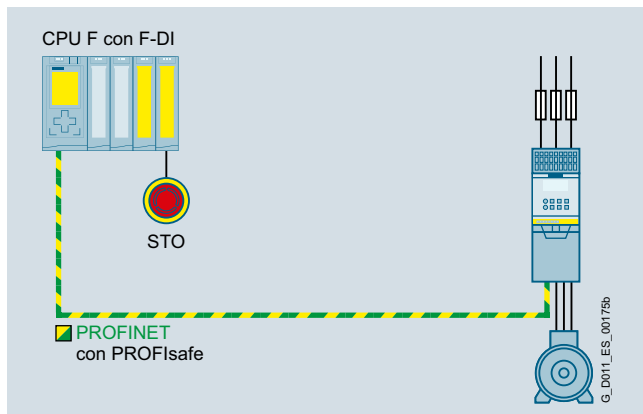 CPU F con F-DI
STO
PROFINET
con PROFIsafe
G_D011_ES_00175b